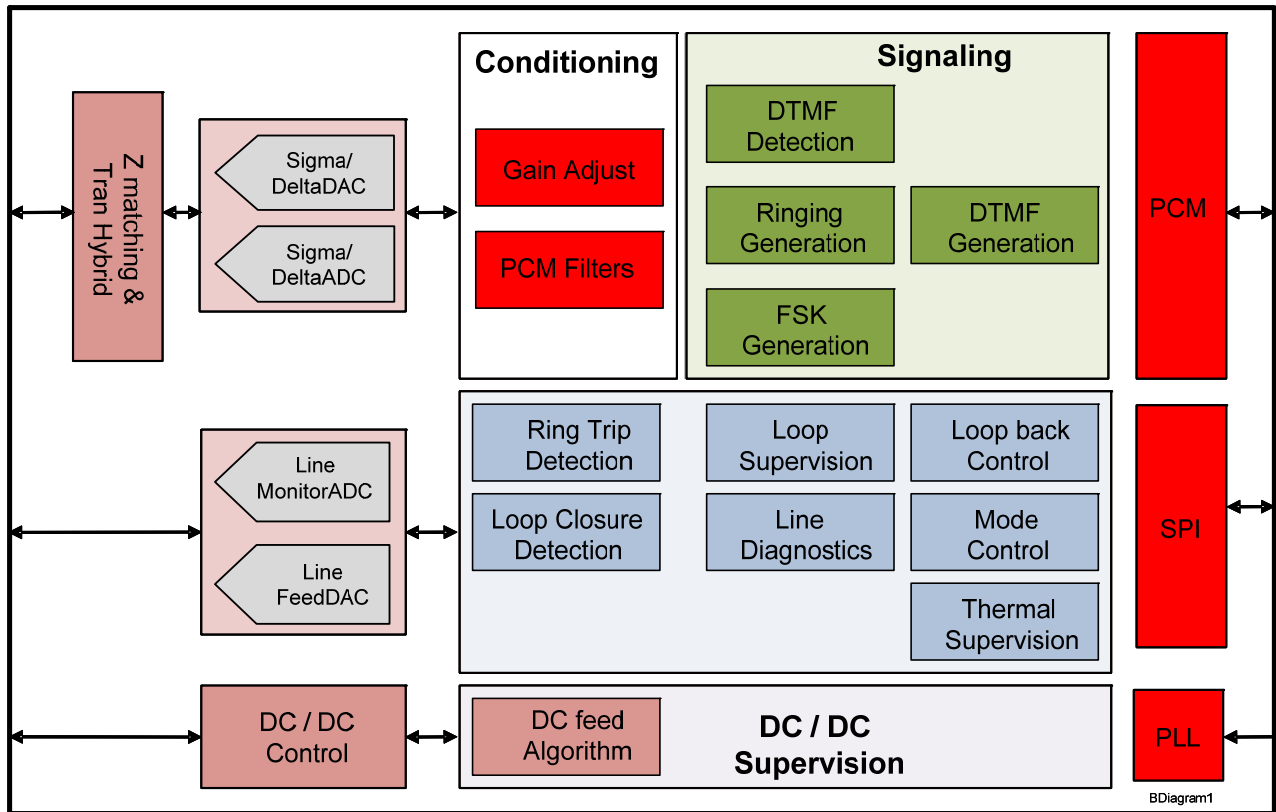 Conditioning
Signaling
Z matching &
Tran Hybrid
Sigma/
DeltaDAC
Sigma/
DeltaADC
Gain Adjust
PCM Filters
DTMF
Detection
Ringing
Generation
DTMF
Generation
FSK
Generation
PCM
Line
MonitorADC
Line
FeedDAC
Ring Trip
Detection
Loop
Supervision
Loop back
Control
Loop Closure
Detection
Line
Diagnostics
Mode
Control
Thermal
Supervision
SPI
DC / DC
Control
DC feed
Algorithm
DC / DC
Supervision
PLL
BDiagram1